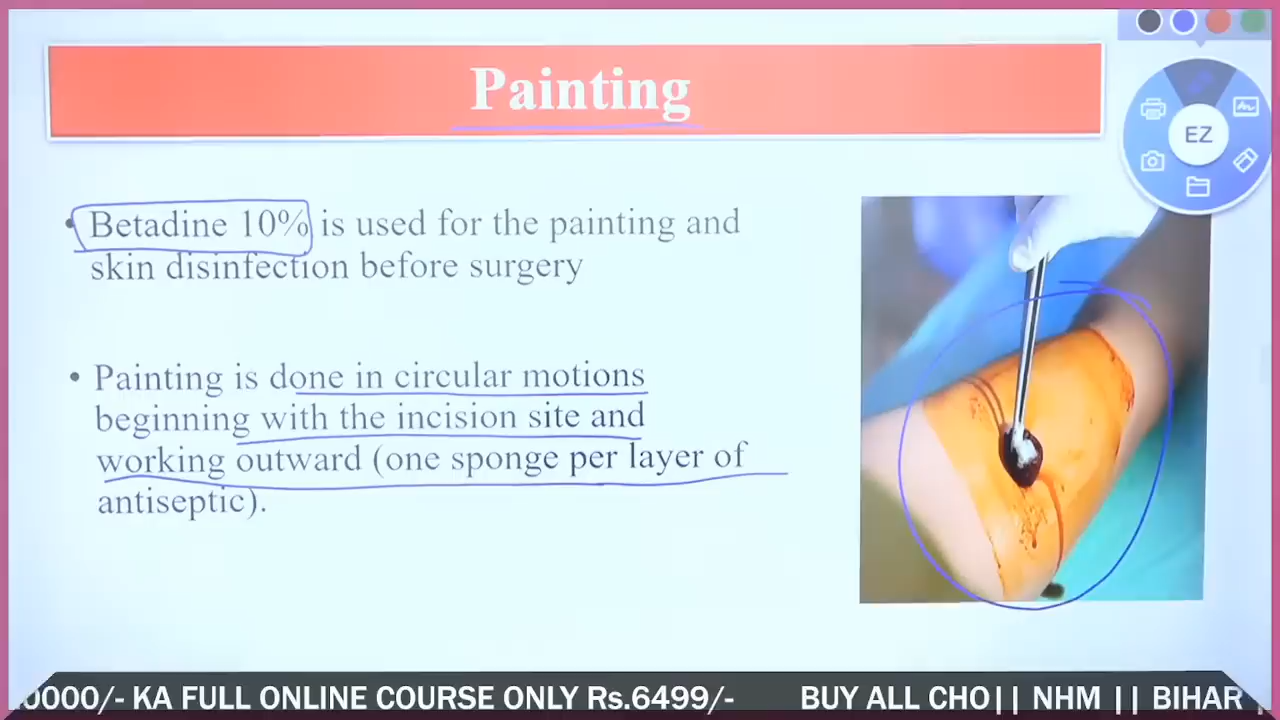 Painting
EZ
• Betadine 10% is used for the painting and
skin disinfection before surgery
• Painting is done in circular motions
beginning with the incision site and
working outward (one sponge per layer of
antiseptic).
0000/- KA FULL ONLINE COURSE ONLY Rs.6499/- BUY ALL CHO|| NHM || BIHAR